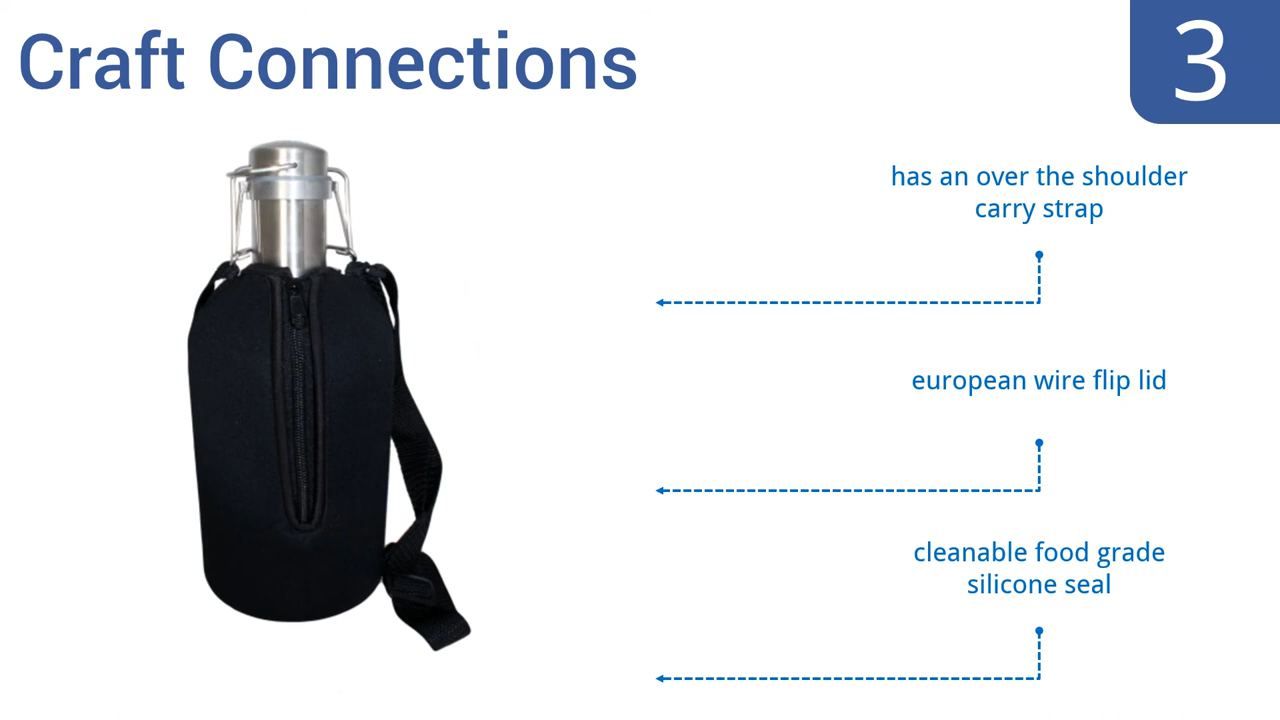 Craft Connections
3
has an over the shoulder
carry strap
european wire flip lid
cleanable food grade
silicone seal